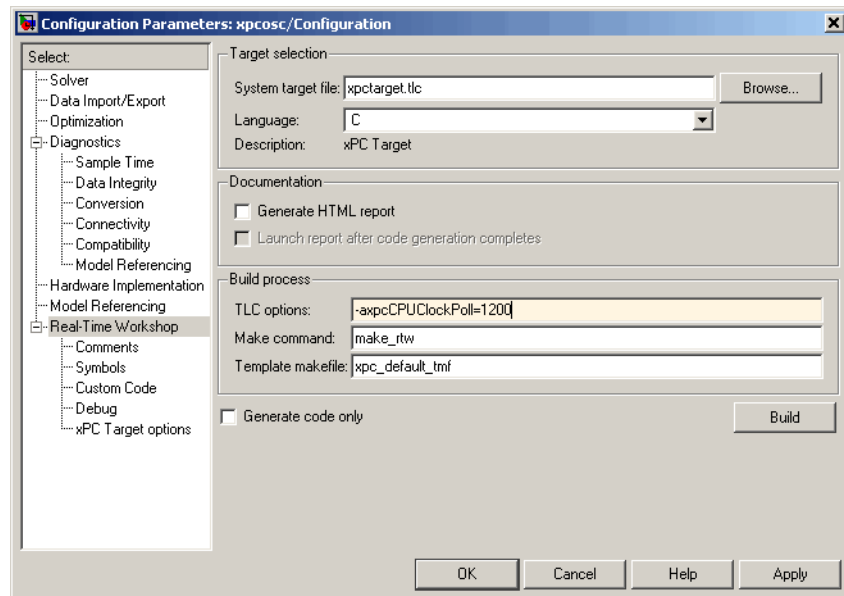 Configuration Parameters: xpcosc/Configuration
Select:
Solver
Data Import/Export
Optimization
Diagnostics
Sample Time
Data Integrity
Conversion
Connectivity
Compatibility
Model Referencing
Hardware Implementation
Model Referencing
Real-Time Workshop
Comments
Symbols
Custom Code
Debug
xPC Target options
Target selection
System target file: xpctarget.tlc Browse...
Language: C
Description: xPC Target
Documentation
Generate HTML report
Launch report after code generation completes
Build process
TLC options: -axpcCPUClockPoll=1200
Make command: make_rtw
Template makefile: xpc_default_tmf
Generate code only Build
OK Cancel Help Apply